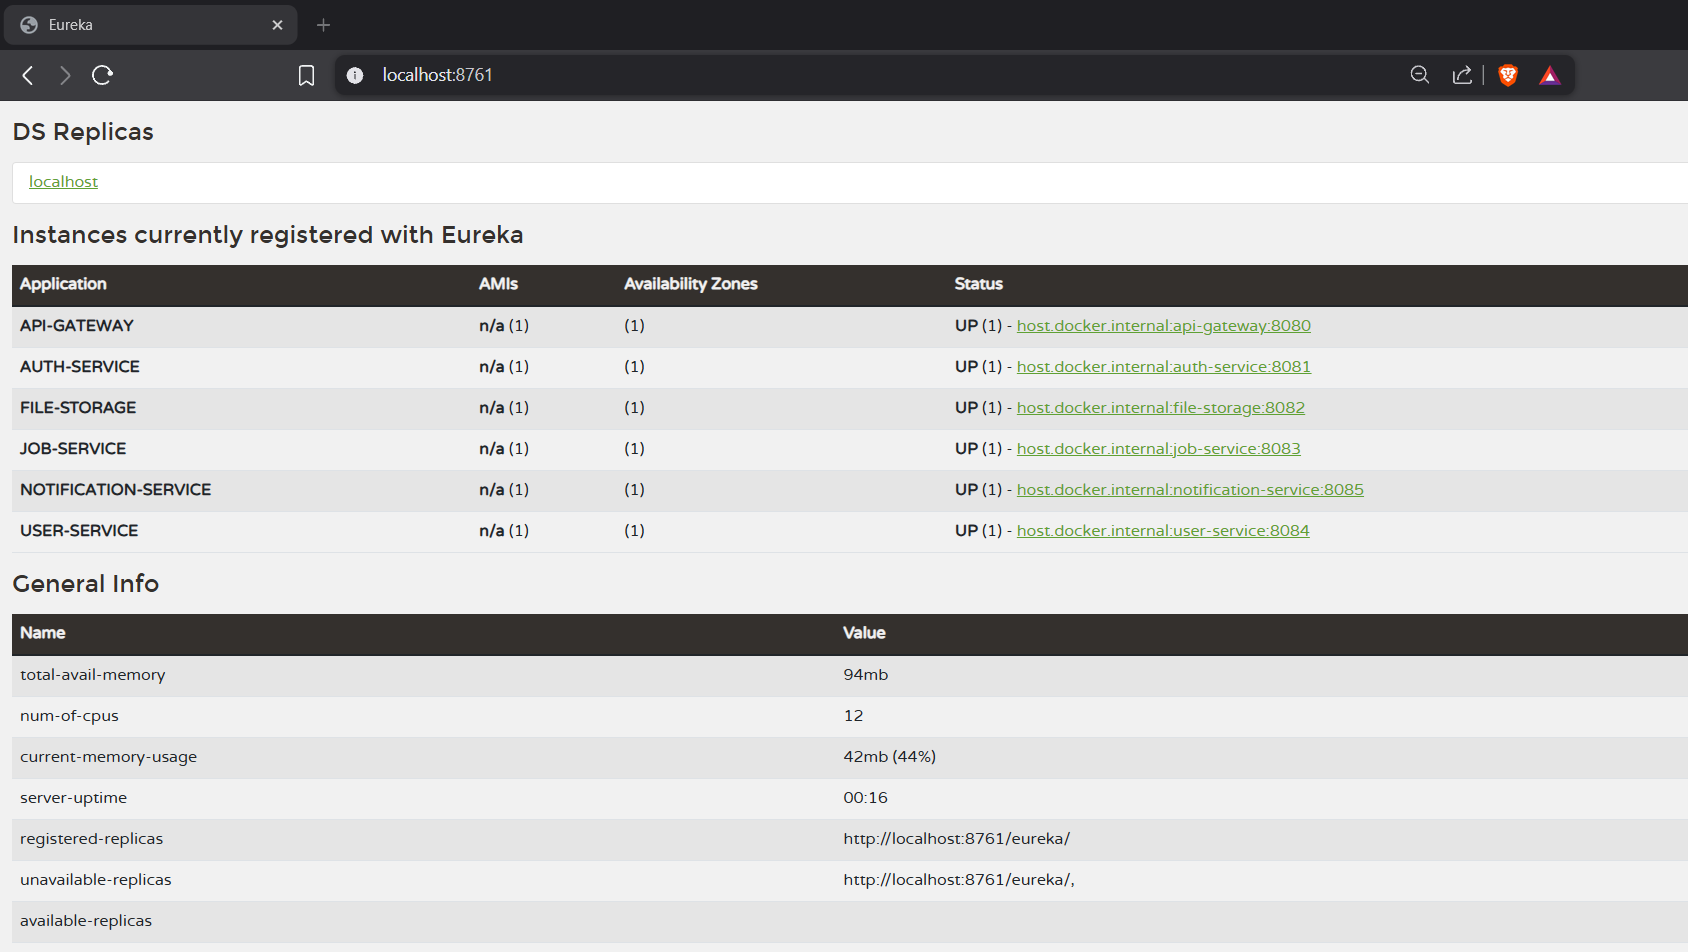 Eureka
localhost:8761
DS Replicas
localhost
Instances currently registered with Eureka
Application AMIs Availability Zones Status
API-GATEWAY n/a (1) (1) UP (1) - host.docker.internal:api-gateway:8080
AUTH-SERVICE n/a (1) (1) UP (1) - host.docker.internal:auth-service:8081
FILE-STORAGE n/a (1) (1) UP (1) - host.docker.internal:file-storage:8082
JOB-SERVICE n/a (1) (1) UP (1) - host.docker.internal:job-service:8083
NOTIFICATION-SERVICE n/a (1) (1) UP (1) - host.docker.internal:notification-service:8085
USER-SERVICE n/a (1) (1) UP (1) - host.docker.internal:user-service:8084
General Info
Name Value
total-avail-memory 94mb
num-of-cpus 12
current-memory-usage 42mb (44%)
server-uptime 00:16
registered-replicas http://localhost:8761/eureka/
unavailable-replicas http://localhost:8761/eureka/,
available-replicas